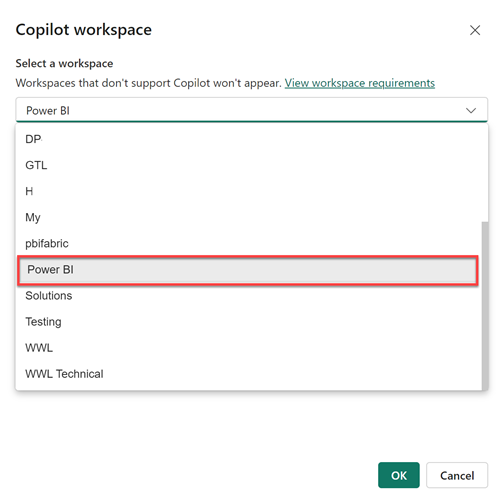 Copilot workspace
Select a workspace
Workspaces that don't support Copilot won't appear. View workspace requirements
Power BI
DP
GTL
H
My
pbifabric
Power BI
Solutions
Testing
WWL
WWL Technical
OK Cancel